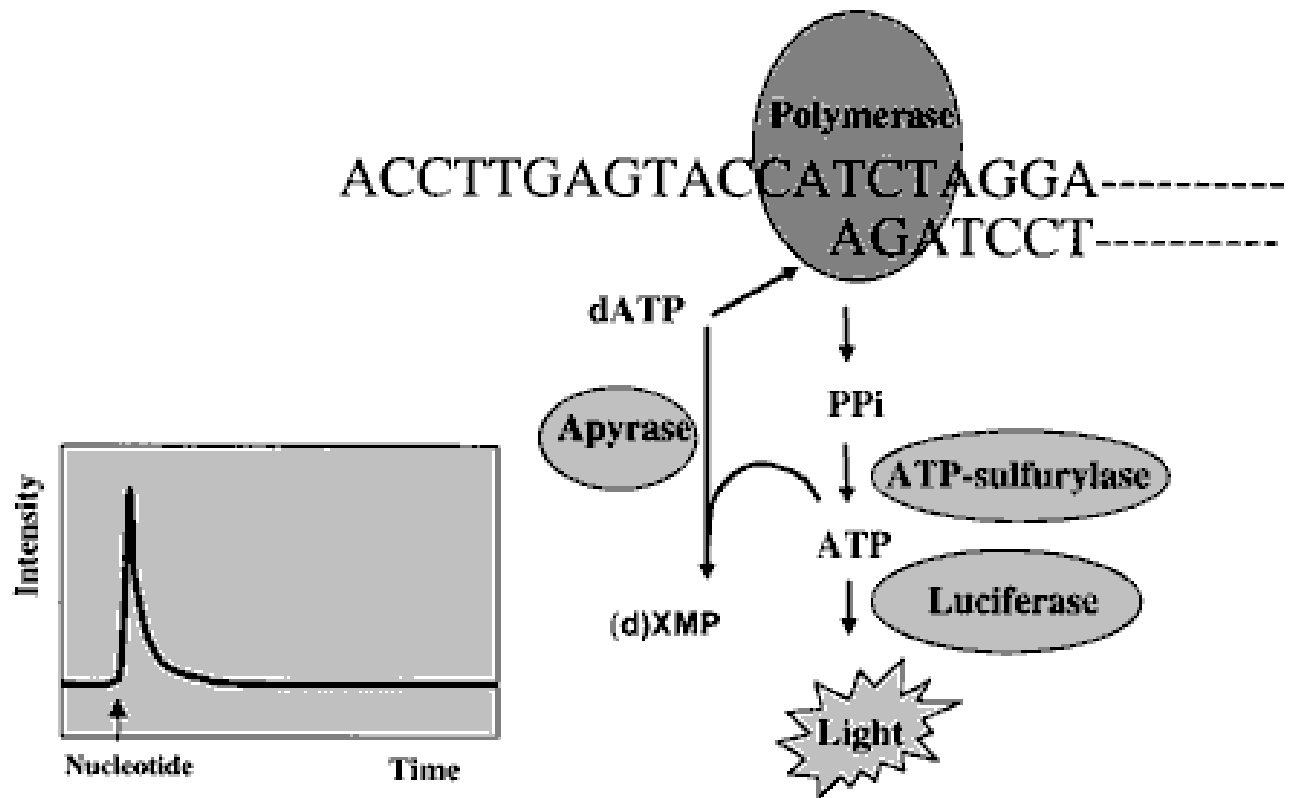 Polymerase
ACCTTGAGTACCATCTAGGA----------
AGATCCT----------
dATP
PPi
Apyrase
ATP-sulfurylase
ATP
Luciferase
(d)XMP
Light
Intensity
Nucleotide
Time